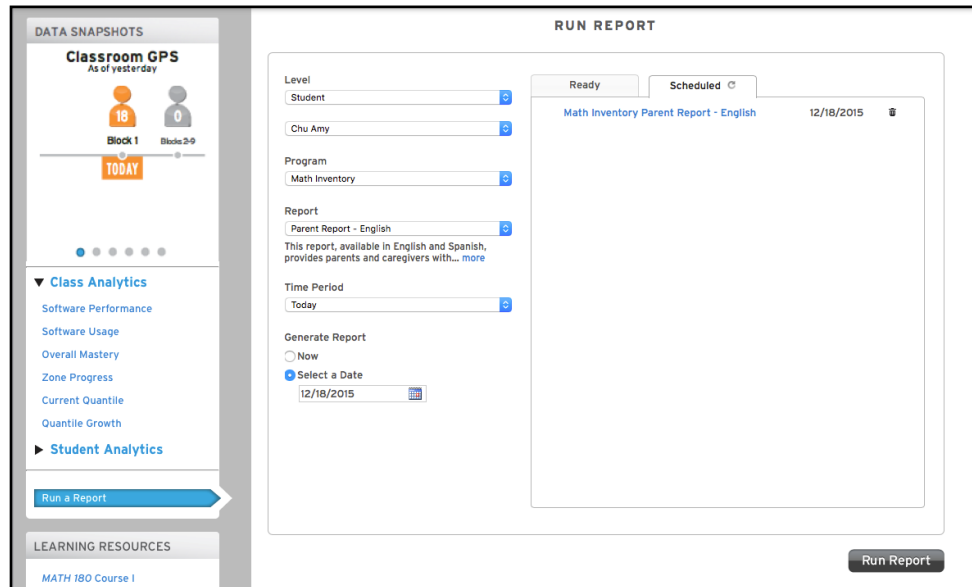 DATA SNAPSHOTS
Classroom GPS
As of yesterday
18
0
Block 1
Blocks 2-9
TODAY
Class Analytics
Software Performance
Software Usage
Overall Mastery
Zone Progress
Current Quantile
Quantile Growth
Student Analytics
Run a Report
LEARNING RESOURCES
MATH 180 Course I
RUN REPORT
Level
Student
Chu Amy
Program
Math Inventory
Report
Parent Report - English
This report, available in English and Spanish,
provides parents and caregivers with... more
Time Period
Today
Generate Report
Now
Select a Date
12/18/2015
Ready
Scheduled
Math Inventory Parent Report - English 12/18/2015
Run Report